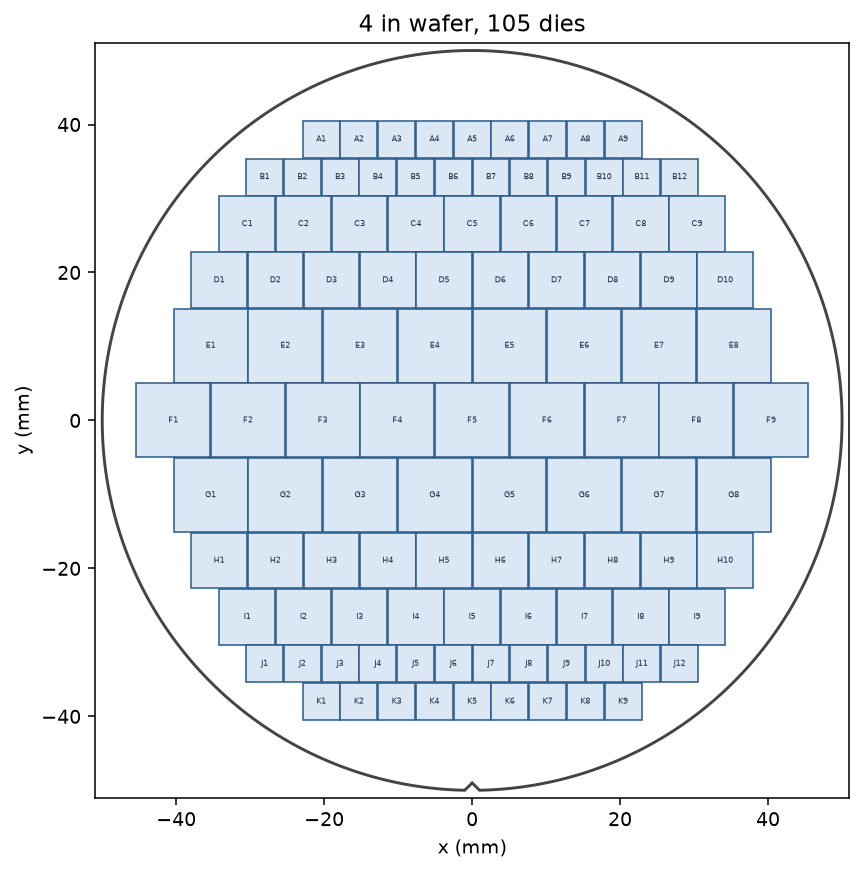 4 in wafer, 105 dies
40
A1 A2 A3 A4 A5 A6 A7 A8 A9
B1 B2 B3 B4 B5 B6 B7 B8 B9 B10 B11 B12
C1 C2 C3 C4 C5 C6 C7 C8 C9
20
D1 D2 D3 D4 D5 D6 D7 D8 D9 D10
E1 E2 E3 E4 E5 E6 E7 E8
y (mm)
0
F1 F2 F3 F4 F5 F6 F7 F8 F9
G1 G2 G3 G4 G5 G6 G7 G8
−20
H1 H2 H3 H4 H5 H6 H7 H8 H9 H10
I1 I2 I3 I4 I5 I6 I7 I8 I9
J1 J2 J3 J4 J5 J6 J7 J8 J9 J10 J11 J12
−40
K1 K2 K3 K4 K5 K6 K7 K8 K9
−40 −20 0 20 40
x (mm)